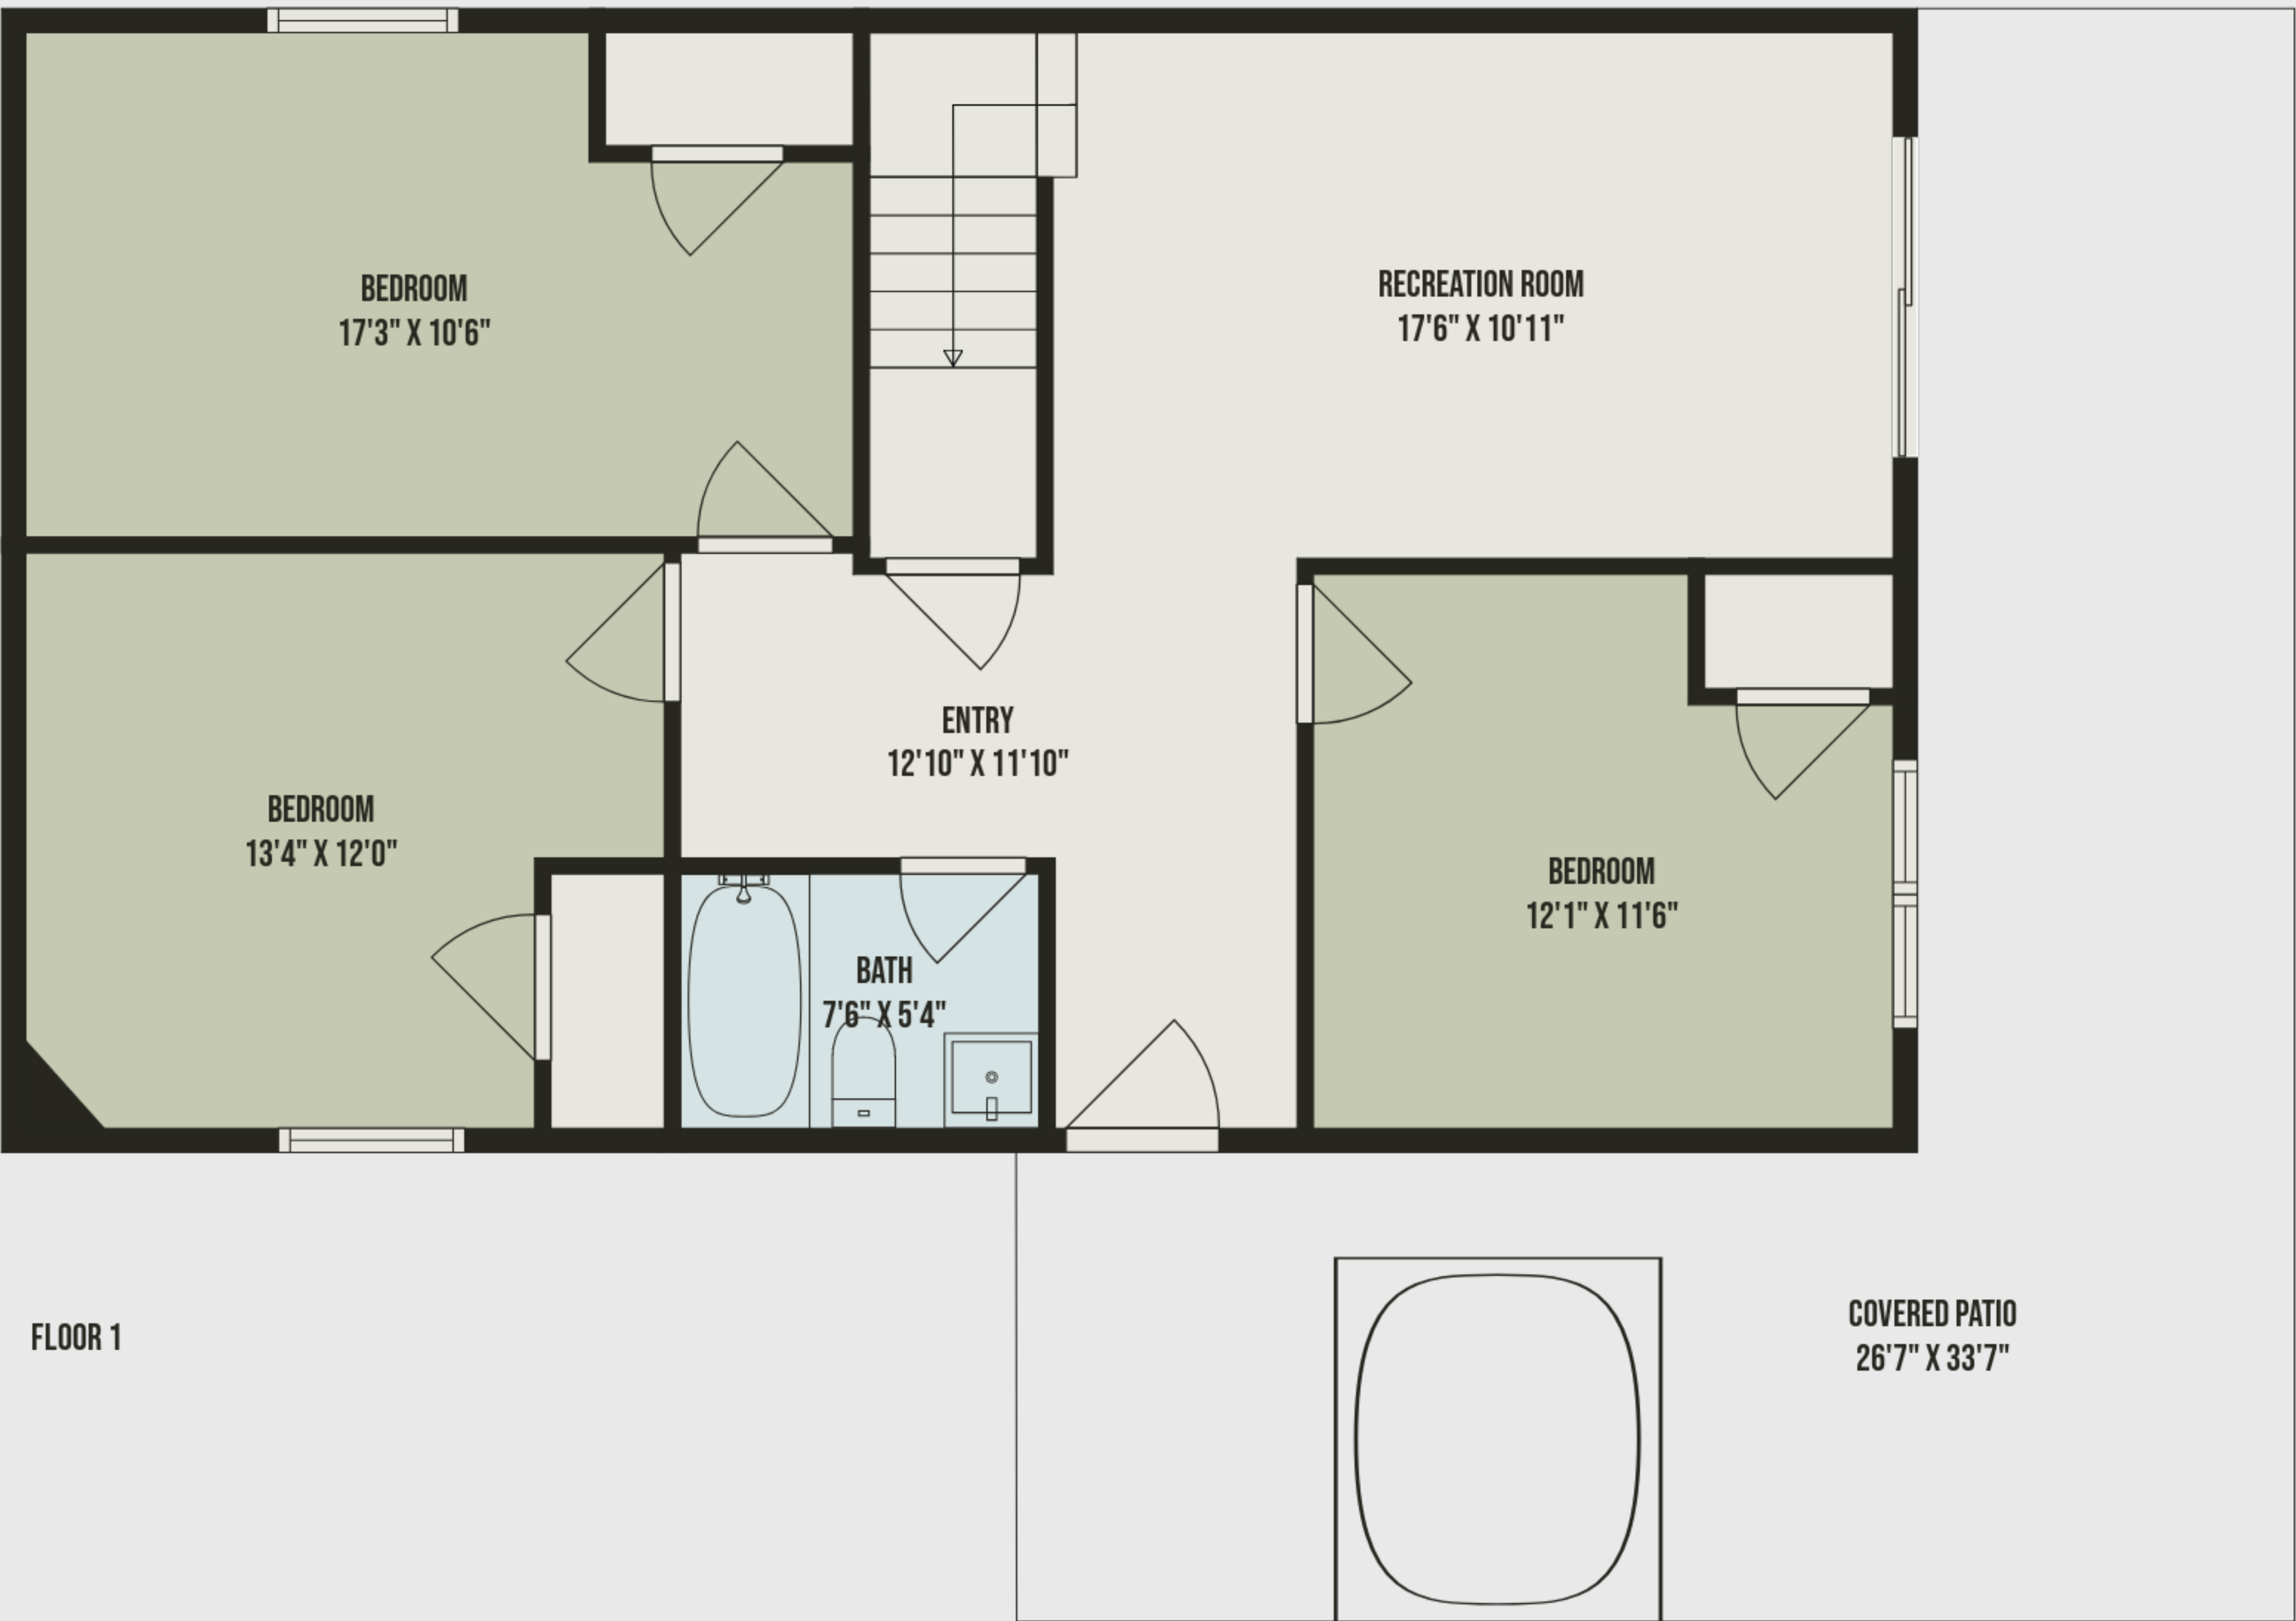 BEDROOM
17'3" X 10'6"
RECREATION ROOM
17'6" X 10'11"
ENTRY
12'10" X 11'10"
BEDROOM
13'4" X 12'0"
BEDROOM
12'1" X 11'6"
BATH
7'6" X 5'4"
FLOOR 1
COVERED PATIO
26'7" X 33'7"